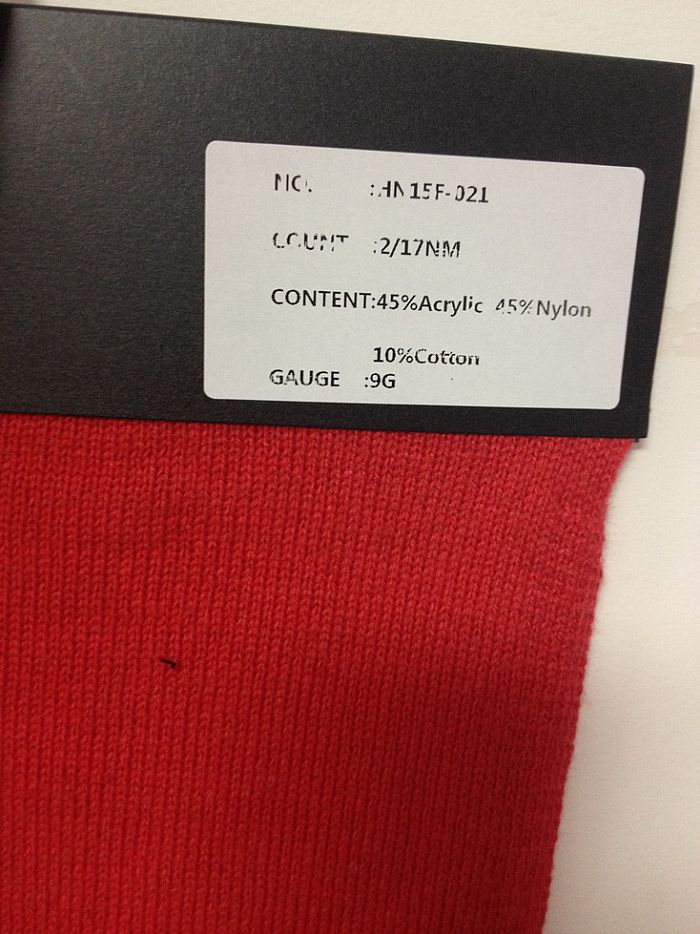 NO. :HN15F-021
COUNT :2/17NM
CONTENT:45%Acrylic 45%Nylon
10%Cotton
GAUGE :9G